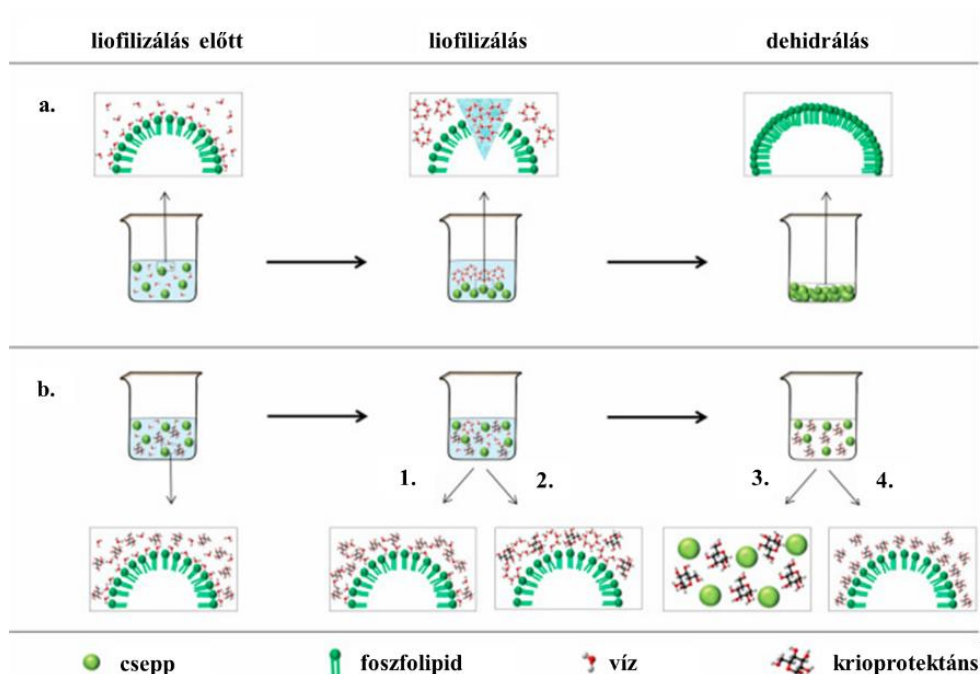 liofilizálás előtt liofilizálás dehidrálás
a.
b.
1. 2. 3. 4.
csepp foszfolipid víz krioprotektáns